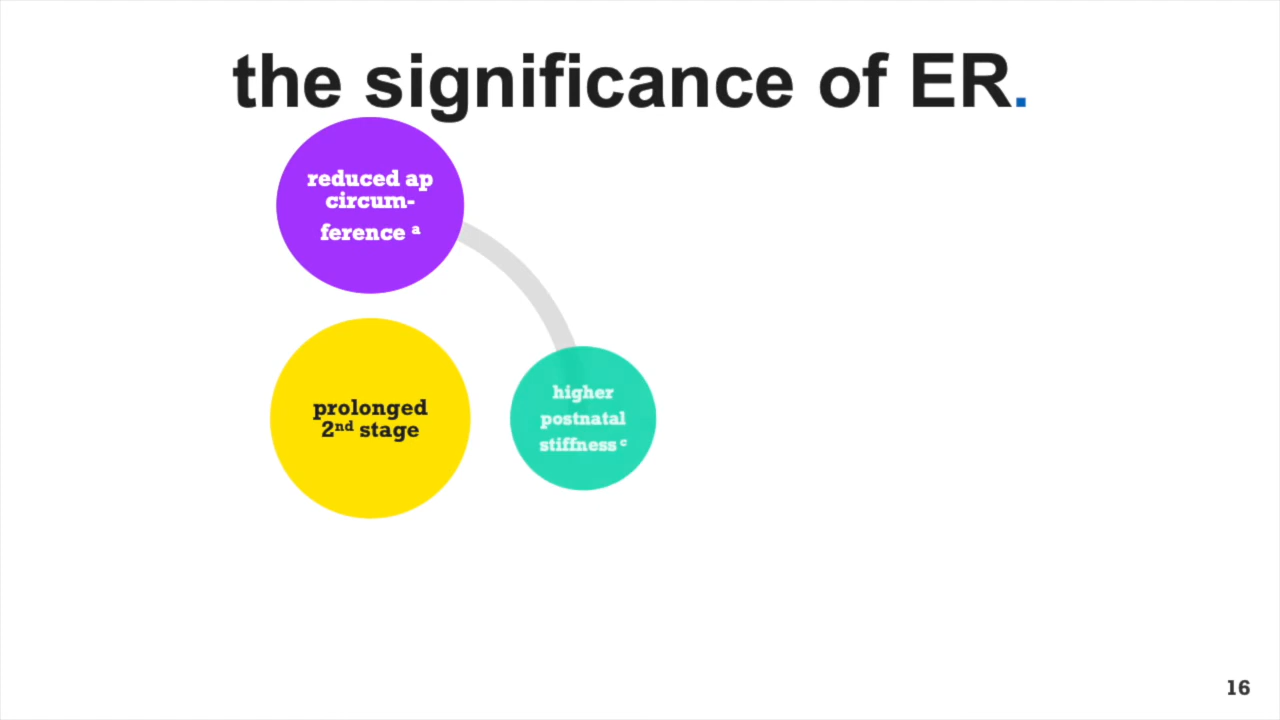 the significance of ER.
reduced ap
circum-
ference a
prolonged
2nd stage
higher
postnatal
stiffness c
16